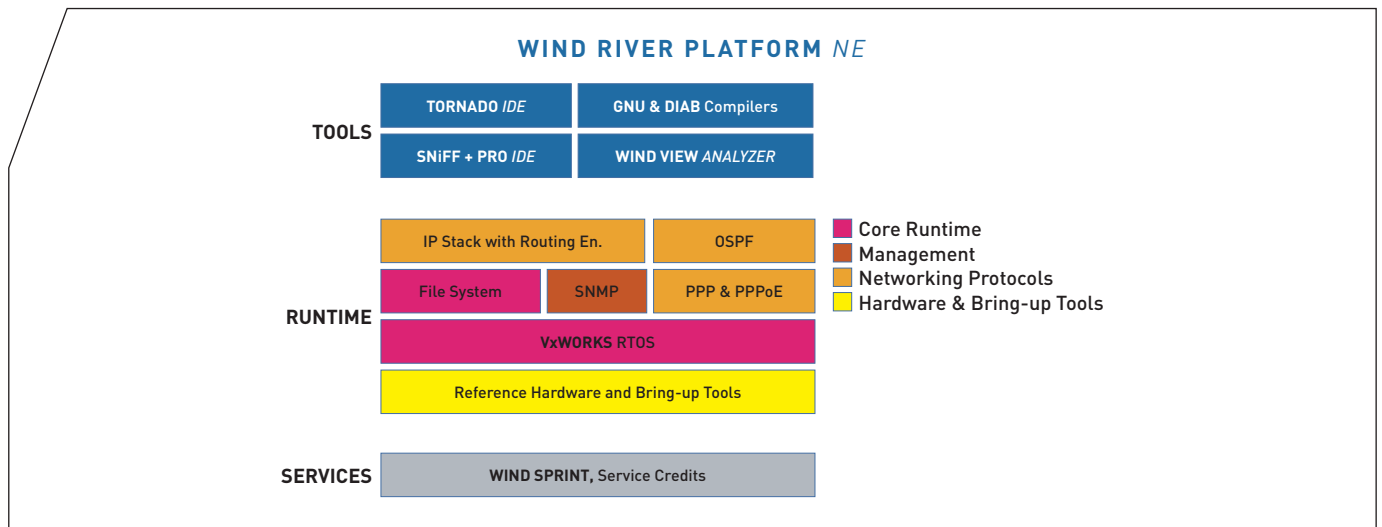 WIND RIVER PLATFORM NE
TOOLS
TORNADO IDE
GNU & DIAB Compilers
SNiFF + PRO IDE
WIND VIEW ANALYZER
RUNTIME
IP Stack with Routing En.
OSPF
File System
SNMP
PPP & PPPoE
VxWORKS RTOS
Reference Hardware and Bring-up Tools
Core Runtime
Management
Networking Protocols
Hardware & Bring-up Tools
SERVICES
WIND SPRINT, Service Credits